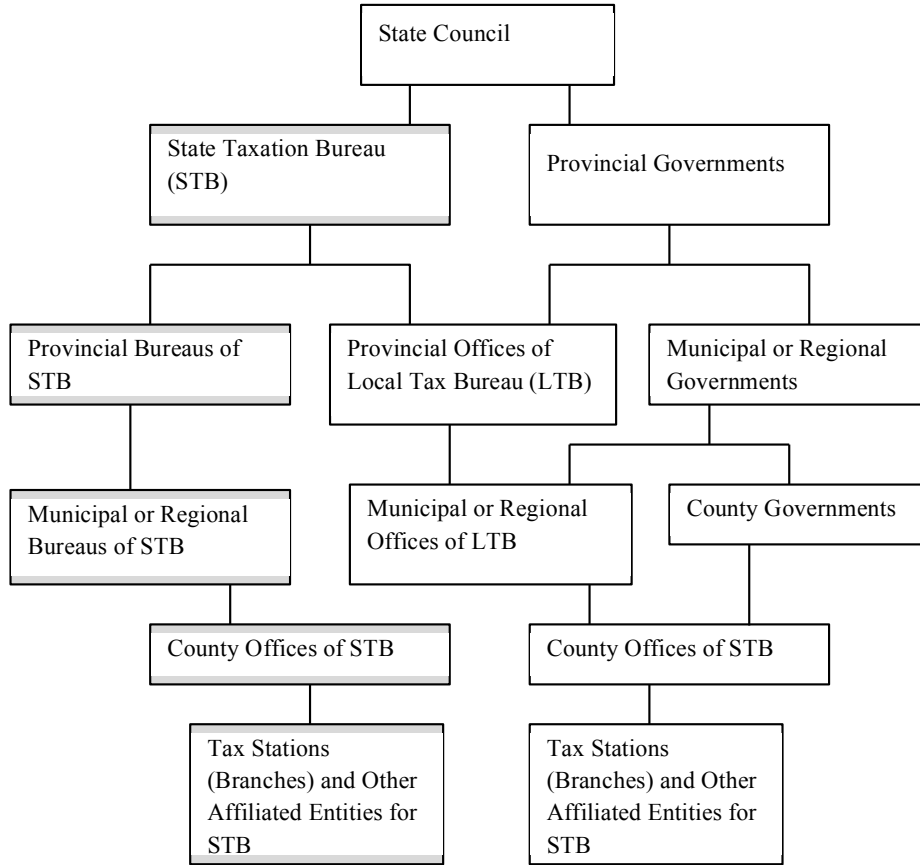 State Council
State Taxation Bureau
(STB)
Provincial Governments
Provincial Bureaus of
STB
Provincial Offices of
Local Tax Bureau (LTB)
Municipal or Regional
Governments
Municipal or Regional
Bureaus of STB
Municipal or Regional
Offices of LTB
County Governments
County Offices of STB
County Offices of STB
Tax Stations
(Branches) and Other
Affiliated Entities for
STB
Tax Stations
(Branches) and Other
Affiliated Entities for
STB